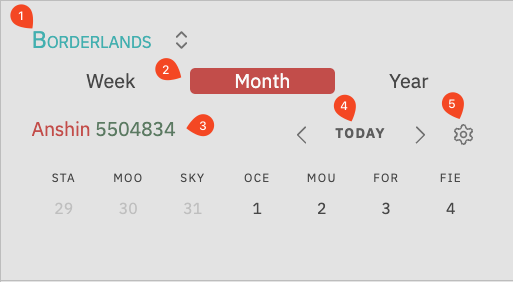 1
BORDERLANDS
Week 2 Month Year
Anshin 5504834 3 4 TODAY 5
STA MOO SKY OCE MOU FOR FIE
29 30 31 1 2 3 4